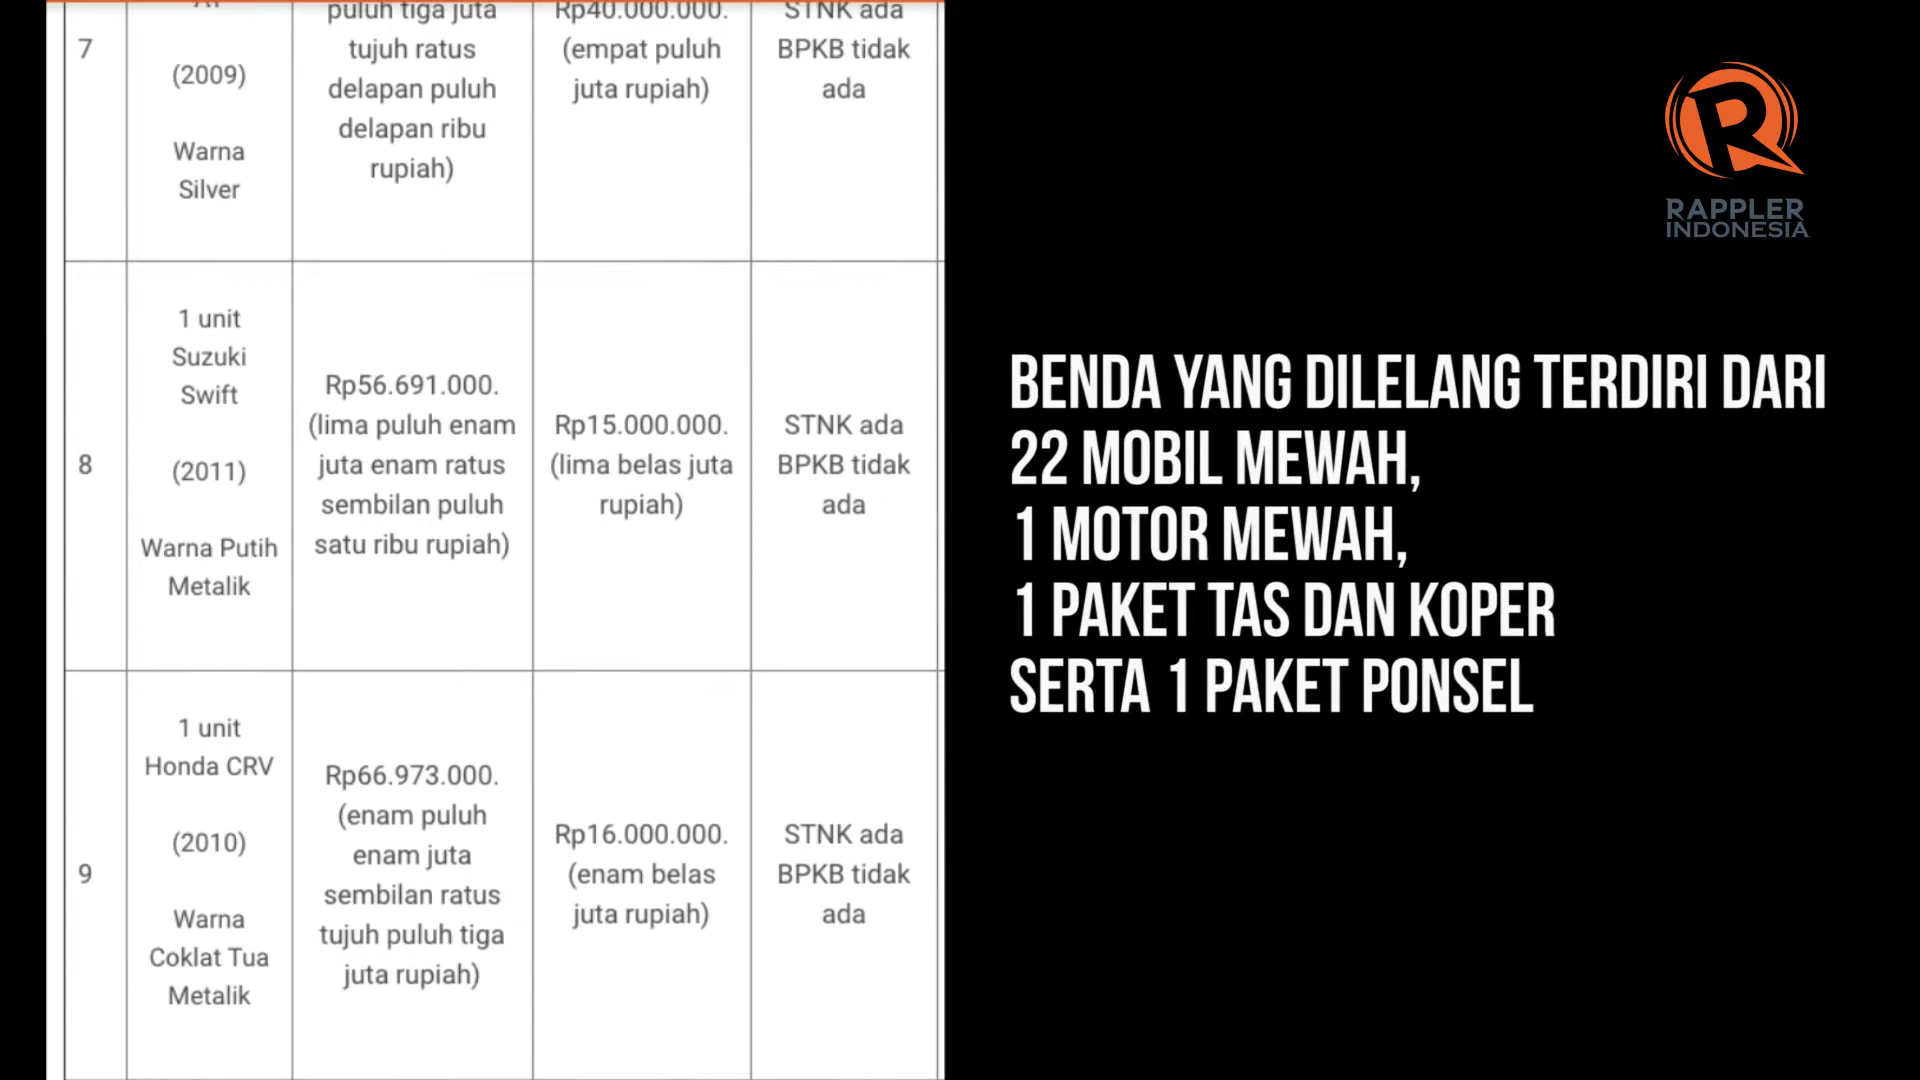 7
(2009)
Warna
Silver
puluh tiga juta
tujuh ratus
delapan puluh
delapan ribu
rupiah)
Rp40.000.000.
(empat puluh
juta rupiah)
STNK ada
BPKB tidak
ada
8
1 unit
Suzuki
Swift
(2011)
Warna Putih
Metalik
Rp56.691.000.
(lima puluh enam
juta enam ratus
sembilan puluh
satu ribu rupiah)
Rp15.000.000.
(lima belas juta
rupiah)
STNK ada
BPKB tidak
ada
9
1 unit
Honda CRV
(2010)
Warna
Coklat Tua
Metalik
Rp66.973.000.
(enam puluh
enam juta
sembilan ratus
tujuh puluh tiga
juta rupiah)
Rp16.000.000.
(enam belas
juta rupiah)
STNK ada
BPKB tidak
ada
R
RAPPLER
INDONESIA
BENDA YANG DILELANG TERDIRI DARI
22 MOBIL MEWAH,
1 MOTOR MEWAH,
1 PAKET TAS DAN KOPER
SERTA 1 PAKET PONSEL